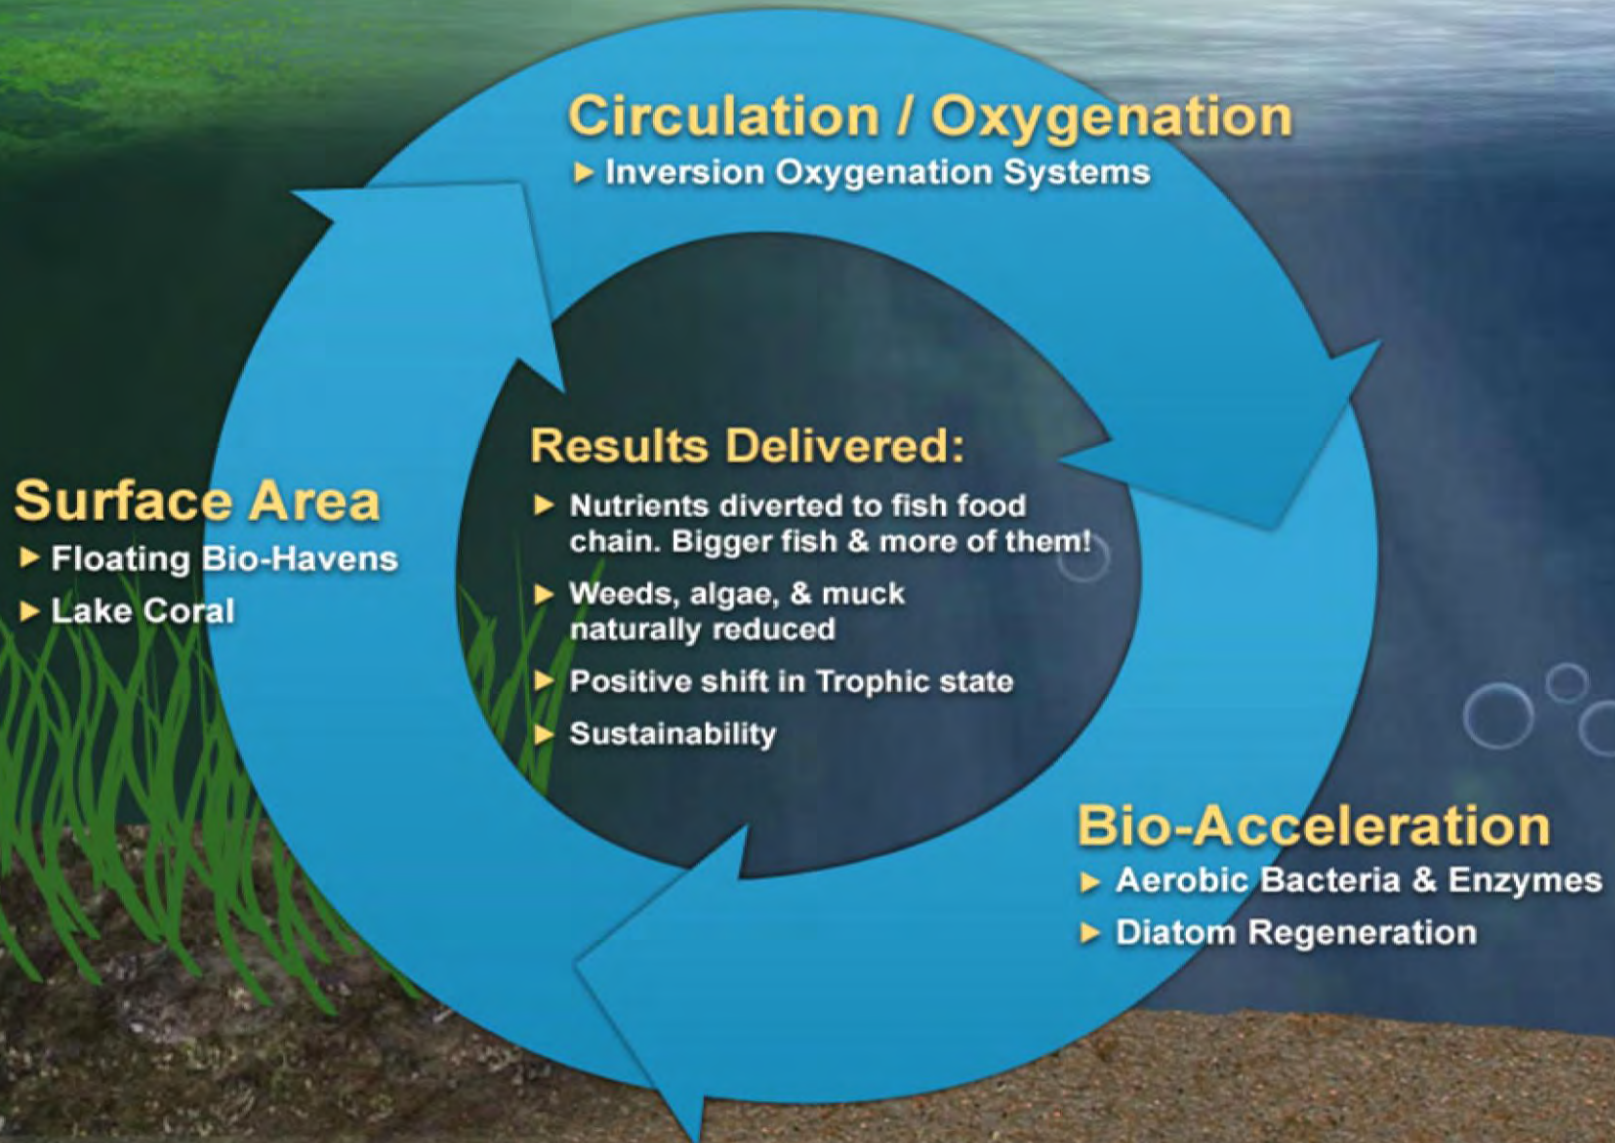 Circulation / Oxygenation
Inversion Oxygenation Systems
Surface Area
Floating Bio-Havens
Lake Coral
Results Delivered:
Nutrients diverted to fish food
chain. Bigger fish & more of them!
Weeds, algae, & muck
naturally reduced
Positive shift in Trophic state
Sustainability
Bio-Acceleration
Aerobic Bacteria & Enzymes
Diatom Regeneration